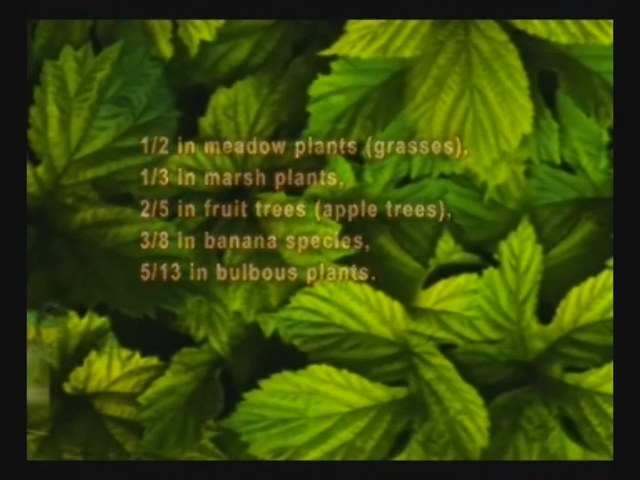 1/2 in meadow plants (grasses),
1/3 in marsh plants,
2/5 in fruit trees (apple trees),
3/8 in banana species,
5/13 in bulbous plants.